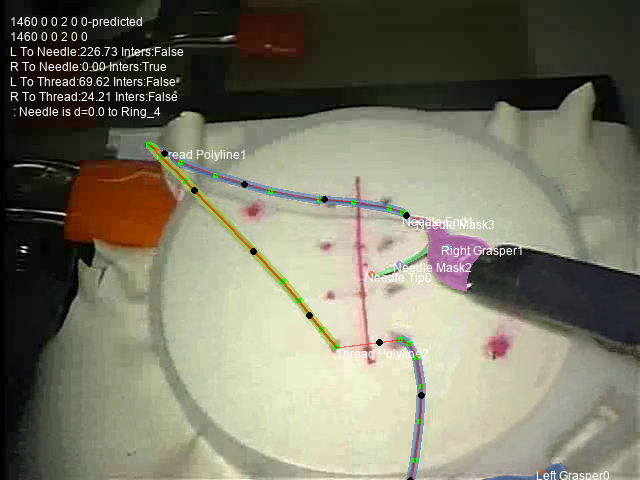 1460 0 0 2 0 0-predicted
1460 0 0 2 0 0
L To Needle:226.73 Inters:False
R To Needle:0.00 Inters:True
L To Thread:69.62 Inters:False
R To Thread:24.21 Inters:False
: Needle is d=0.0 to Ring_4
read Polyline1
Needle End1
Needle Mask3
Right Grasper1
Needle Mask2
Needle Tip0
Thread Polyline2
Left Grasper0